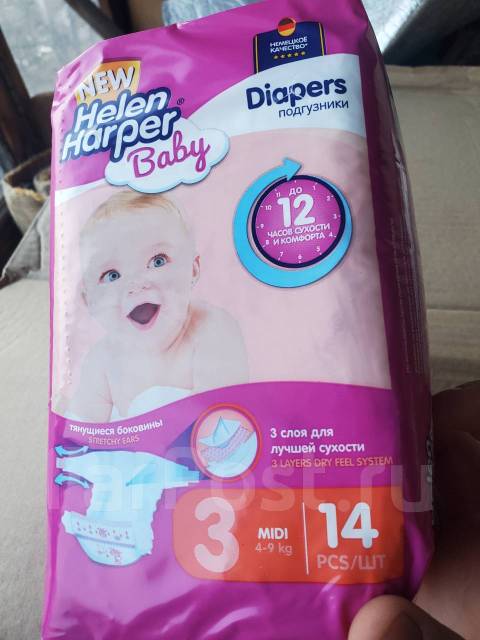 НЕМЕЦКОЕ
КАЧЕСТВО*
NEW
Helen
Harper®
Baby
Diapers
подгузники
ДО
12
ЧАСОВ СУХОСТИ
И КОМФОРТА
тянущиеся боковины
STRETCHY EARS
3 слоя для
лучшей сухости
3 LAYERS DRY FEEL SYSTEM
3
MIDI
4-9 kg
14
PCS/ШТ